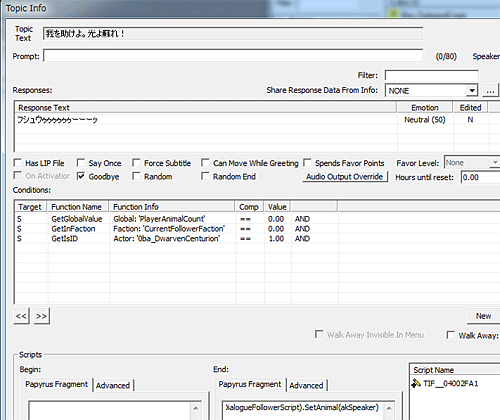 Topic Info
Topic Text
我を助けよ。光よ蘇れ！
Prompt:
(0/80)
Speaker
Filter:
Responses:
Share Response Data From Info:
NONE
...
Response Text Emotion Edited
フシュウゥゥゥゥゥーーーッ Neutral (50) N
Has LIP File
Say Once
Force Subtitle
Can Move While Greeting
Spends Favor Points
Favor Level:
None
On Activation
Goodbye
Random
Random End
Audio Output Override
Hours until reset:
0.00
Conditions:
Target Function Name Function Info Comp Value
S GetGlobalValue Global: 'PlayerAnimalCount' == 0.00 AND
S GetInFaction Faction: 'CurrentFollowerFaction' == 0.00 AND
S GetIsID Actor: '0ba_DwarvenCenturion' == 1.00 AND
<<
>>
New
Walk Away Invisible In Menu
Walk Away:
Scripts
Begin:
End:
Papyrus Fragment
Advanced
Papyrus Fragment
Advanced
Script Name
TIF__04002FA1
DialogueFollowerScript).SetAnimal(akSpeaker)